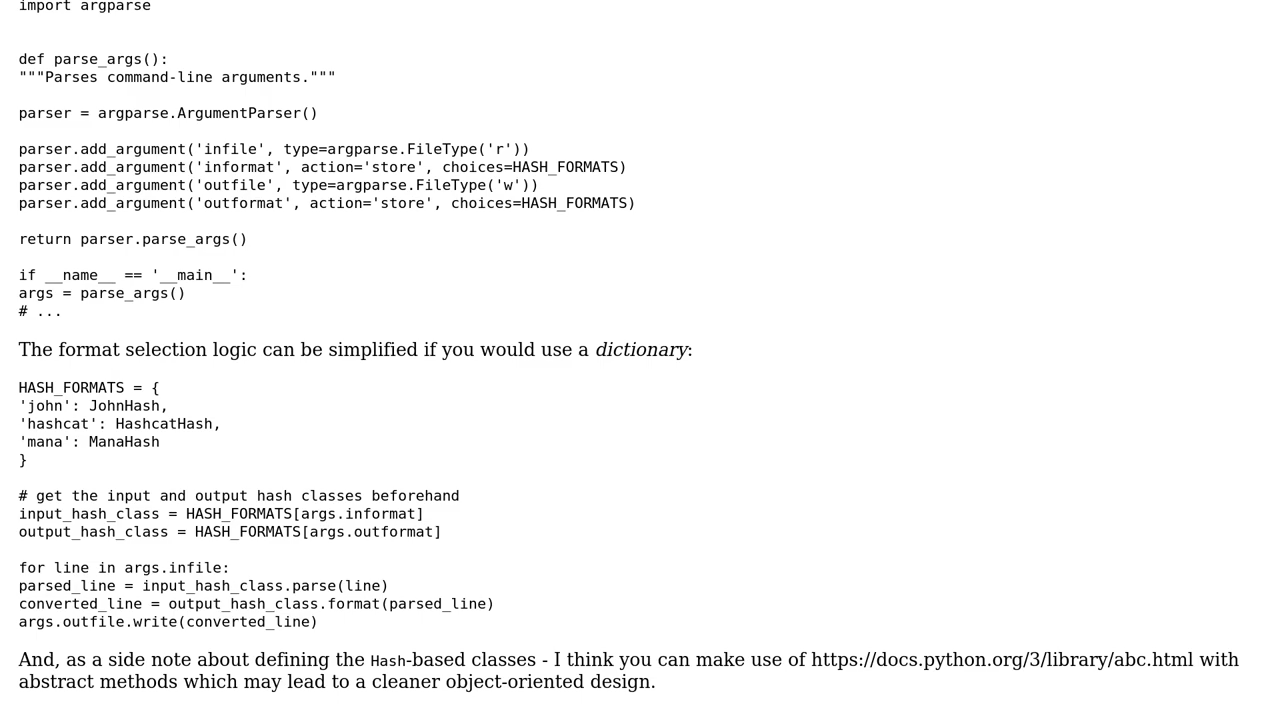 import argparse
def parse_args():
"""Parses command-line arguments."""
parser = argparse.ArgumentParser()
parser.add_argument('infile', type=argparse.FileType('r'))
parser.add_argument('informat', action='store', choices=HASH_FORMATS)
parser.add_argument('outfile', type=argparse.FileType('w'))
parser.add_argument('outformat', action='store', choices=HASH_FORMATS)
return parser.parse_args()
if __name__ == '__main__':
args = parse_args()
# ...
The format selection logic can be simplified if you would use a dictionary:
HASH_FORMATS = {
'john': JohnHash,
'hashcat': HashcatHash,
'mana': ManaHash
}
# get the input and output hash classes beforehand
input_hash_class = HASH_FORMATS[args.informat]
output_hash_class = HASH_FORMATS[args.outformat]
for line in args.infile:
parsed_line = input_hash_class.parse(line)
converted_line = output_hash_class.format(parsed_line)
args.outfile.write(converted_line)
And, as a side note about defining the Hash-based classes - I think you can make use of https://docs.python.org/3/library/abc.html with
abstract methods which may lead to a cleaner object-oriented design.